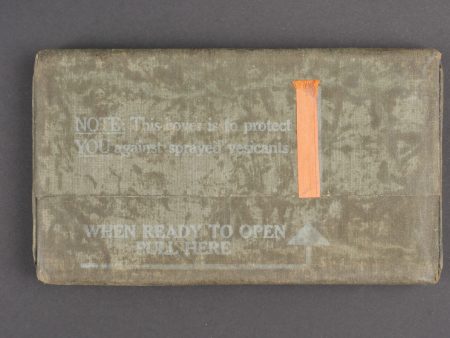 NOTE: This cover is to protect
YOU against sprayed vesicants.
WHEN READY TO OPEN
PULL HERE